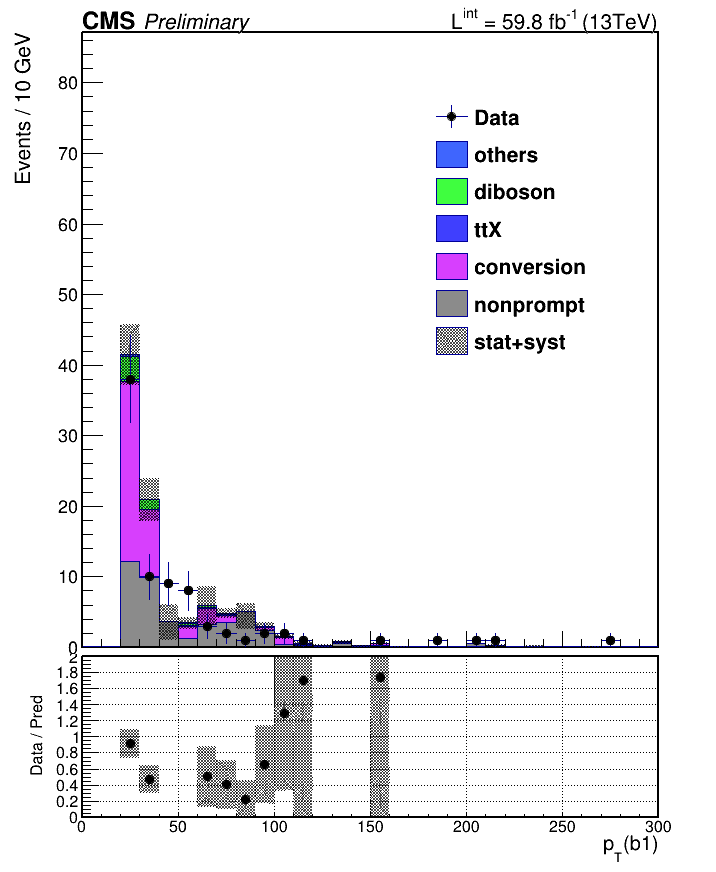 CMS Preliminary L^int = 59.8 fb^-1 (13TeV)
Events / 10 GeV
80
70
60
50
40
30
20
10
0
Data
others
diboson
ttX
conversion
nonprompt
stat+syst
Data / Pred
2
1.8
1.6
1.4
1.2
1
0.8
0.6
0.4
0.2
0
0 50 100 150 200 250 300
p_T(b1)